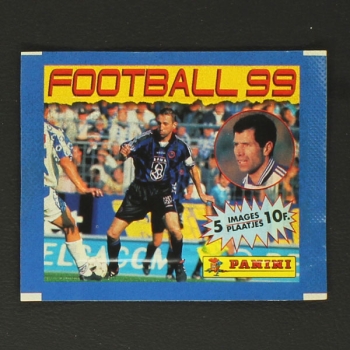 FOOTBALL 99
5 IMAGES 10F.
PLAATJES
PANINI